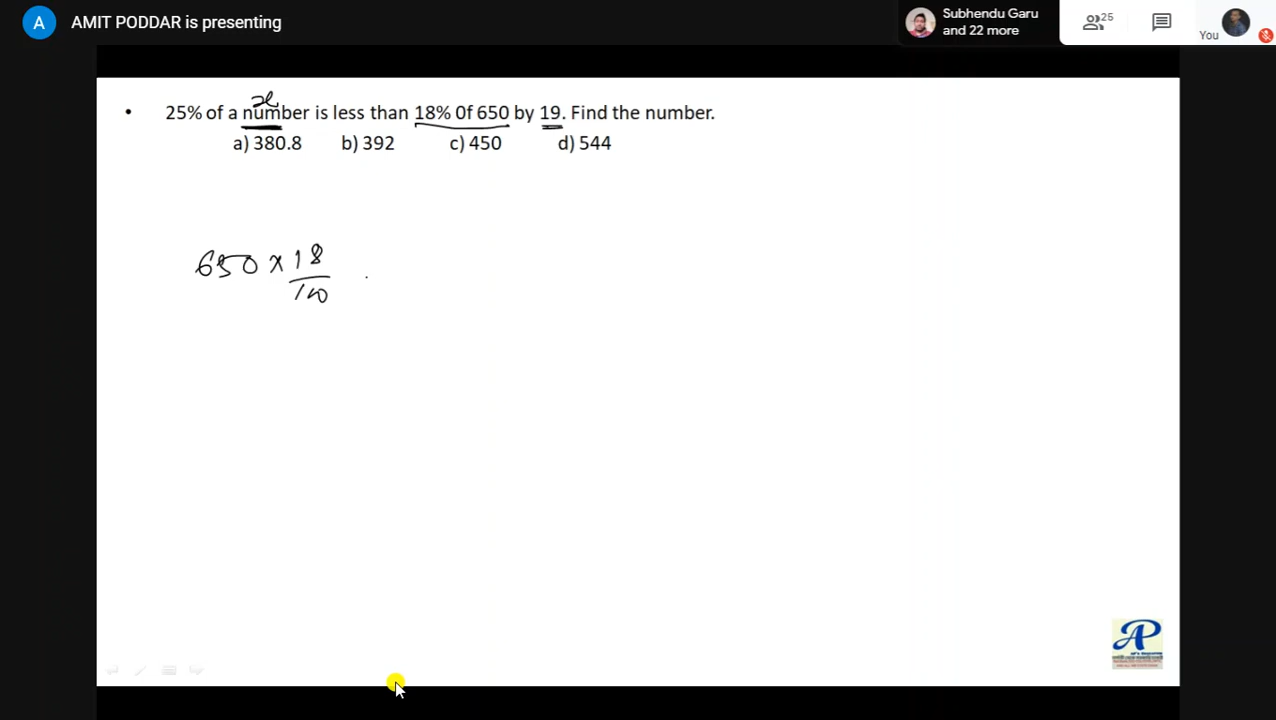 A AMIT PODDAR is presenting
Subhendu Garu
and 22 more
25
You
x
• 25% of a number is less than 18% 0f 650 by 19. Find the number.
a) 380.8 b) 392 c) 450 d) 544
650 × 18
100
AP